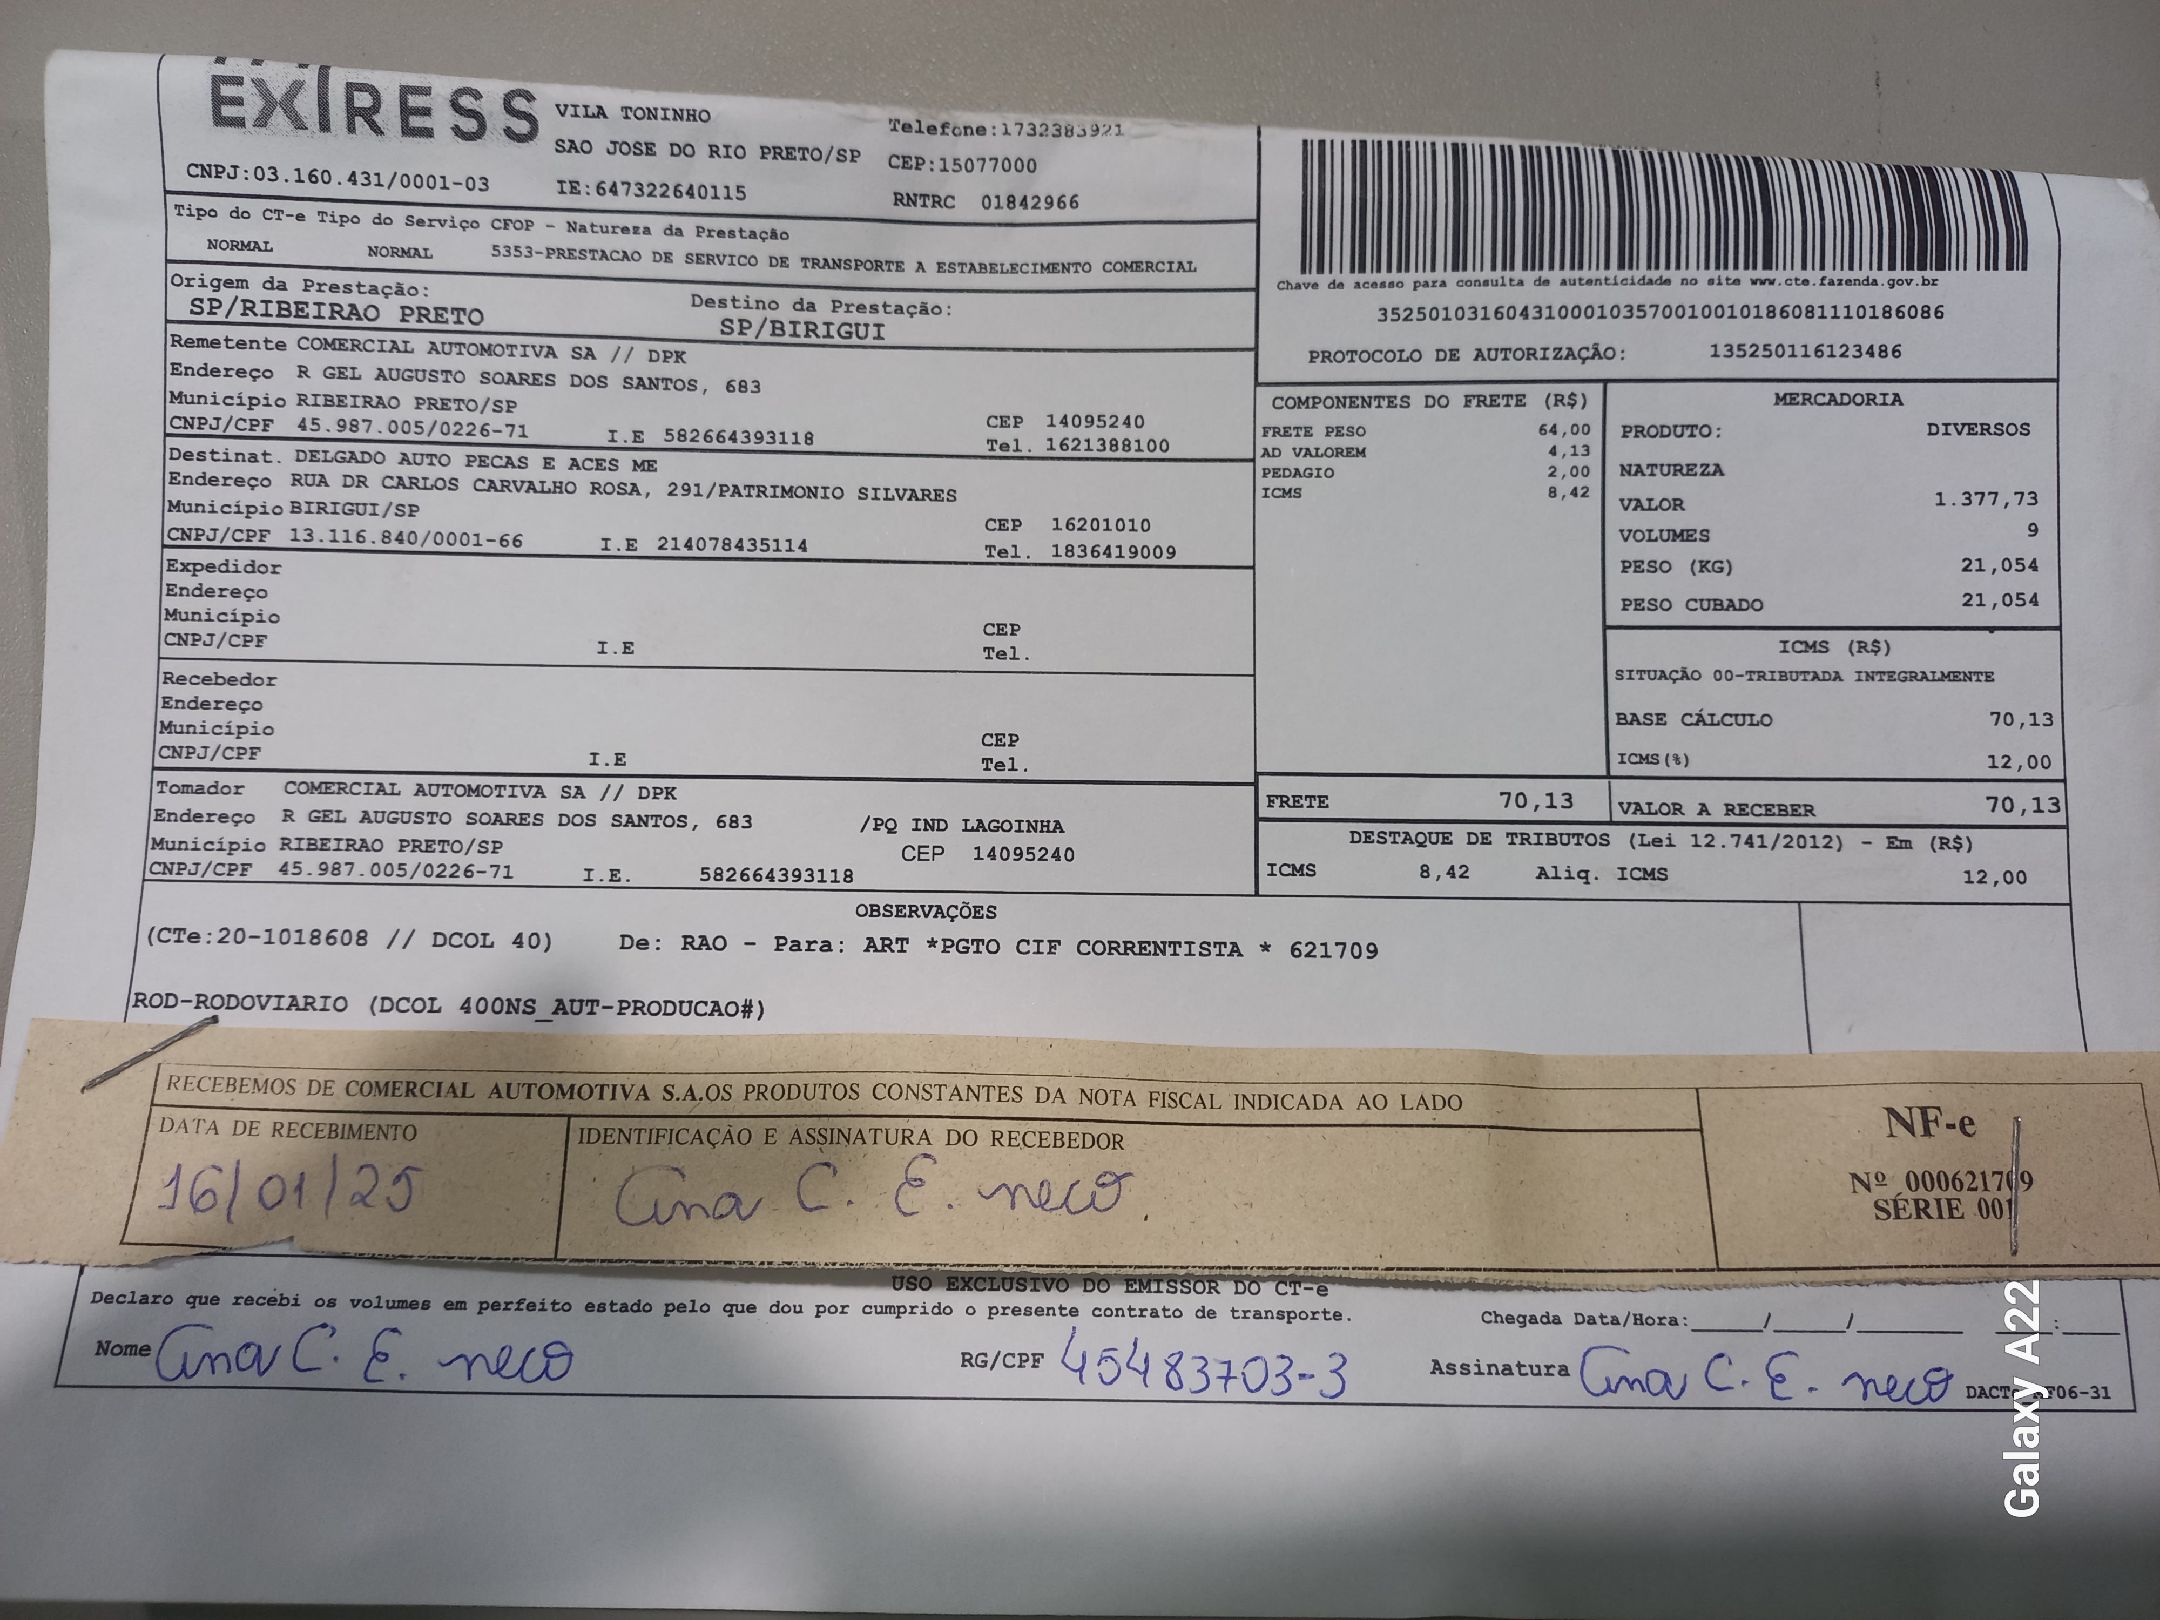 EXPRESS
VILA TONINHO
SAO JOSE DO RIO PRETO/SP
CNPJ:03.160.431/0001-03
IE:647322640115
Telefone:1732383921
CEP:15077000
RNTRC 01842966
Tipo do CT-e Tipo do Serviço CFOP - Natureza da Prestação
NORMAL NORMAL 5353-PRESTACAO DE SERVICO DE TRANSPORTE A ESTABELECIMENTO COMERCIAL
Origem da Prestação: Destino da Prestação:
SP/RIBEIRAO PRETO SP/BIRIGUI
Remetente COMERCIAL AUTOMOTIVA SA // DPK
Endereço R GEL AUGUSTO SOARES DOS SANTOS, 683
Município RIBEIRAO PRETO/SP CEP 14095240
CNPJ/CPF 45.987.005/0226-71 I.E 582664393118 Tel. 1621388100
Destinat. DELGADO AUTO PECAS E ACES ME
Endereço RUA DR CARLOS CARVALHO ROSA, 291/PATRIMONIO SILVARES
Município BIRIGUI/SP CEP 16201010
CNPJ/CPF 13.116.840/0001-66 I.E 214078435114 Tel. 1836419009
Expedidor
Endereço
Município CEP
CNPJ/CPF I.E Tel.
Recebedor
Endereço
Município CEP
CNPJ/CPF I.E Tel.
Tomador COMERCIAL AUTOMOTIVA SA // DPK
Endereço R GEL AUGUSTO SOARES DOS SANTOS, 683 /PQ IND LAGOINHA
Município RIBEIRAO PRETO/SP CEP 14095240
CNPJ/CPF 45.987.005/0226-71 I.E. 582664393118
Chave de acesso para consulta de autenticidade no site www.cte.fazenda.gov.br
35250103160431000103570010010186081110186086
PROTOCOLO DE AUTORIZAÇÃO: 135250116123486
COMPONENTES DO FRETE (R$)
FRETE PESO 64,00
AD VALOREM 4,13
PEDAGIO 2,00
ICMS 8,42
MERCADORIA
PRODUTO: DIVERSOS
NATUREZA
VALOR 1.377,73
VOLUMES 9
PESO (KG) 21,054
PESO CUBADO 21,054
ICMS (R$)
SITUAÇÃO 00-TRIBUTADA INTEGRALMENTE
BASE CÁLCULO 70,13
ICMS(%) 12,00
FRETE 70,13 VALOR A RECEBER 70,13
DESTAQUE DE TRIBUTOS (Lei 12.741/2012) - Em (R$)
ICMS 8,42 Aliq. ICMS 12,00
OBSERVAÇÕES
(CTe:20-1018608 // DCOL 40) De: RAO - Para: ART *PGTO CIF CORRENTISTA * 621709
ROD-RODOVIARIO (DCOL 400NS_AUT-PRODUCAO#)
RECEBEMOS DE COMERCIAL AUTOMOTIVA S.A.OS PRODUTOS CONSTANTES DA NOTA FISCAL INDICADA AO LADO
DATA DE RECEBIMENTO IDENTIFICAÇÃO E ASSINATURA DO RECEBEDOR
16/01/25 Ana C. E. neco.
NF-e
Nº 000621709
SÉRIE 001
USO EXCLUSIVO DO EMISSOR DO CT-e
Declaro que recebi os volumes em perfeito estado pelo que dou por cumprido o presente contrato de transporte. Chegada Data/Hora:_____/_____/_______ ____:____
Nome Ana C. E. neco RG/CPF 45483703-3 Assinatura Ana C. E. neco
Galaxy A22